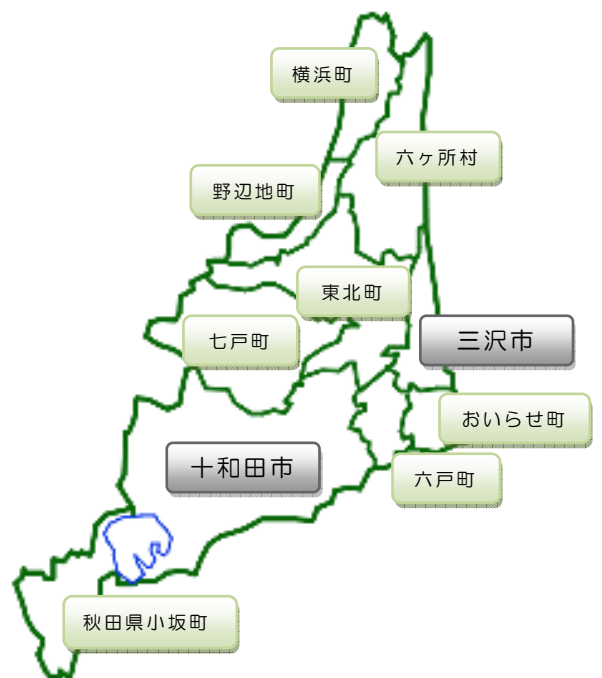 横浜町
六ヶ所村
野辺地町
東北町
七戸町
三沢市
おいらせ町
十和田市
六戸町
秋田県小坂町